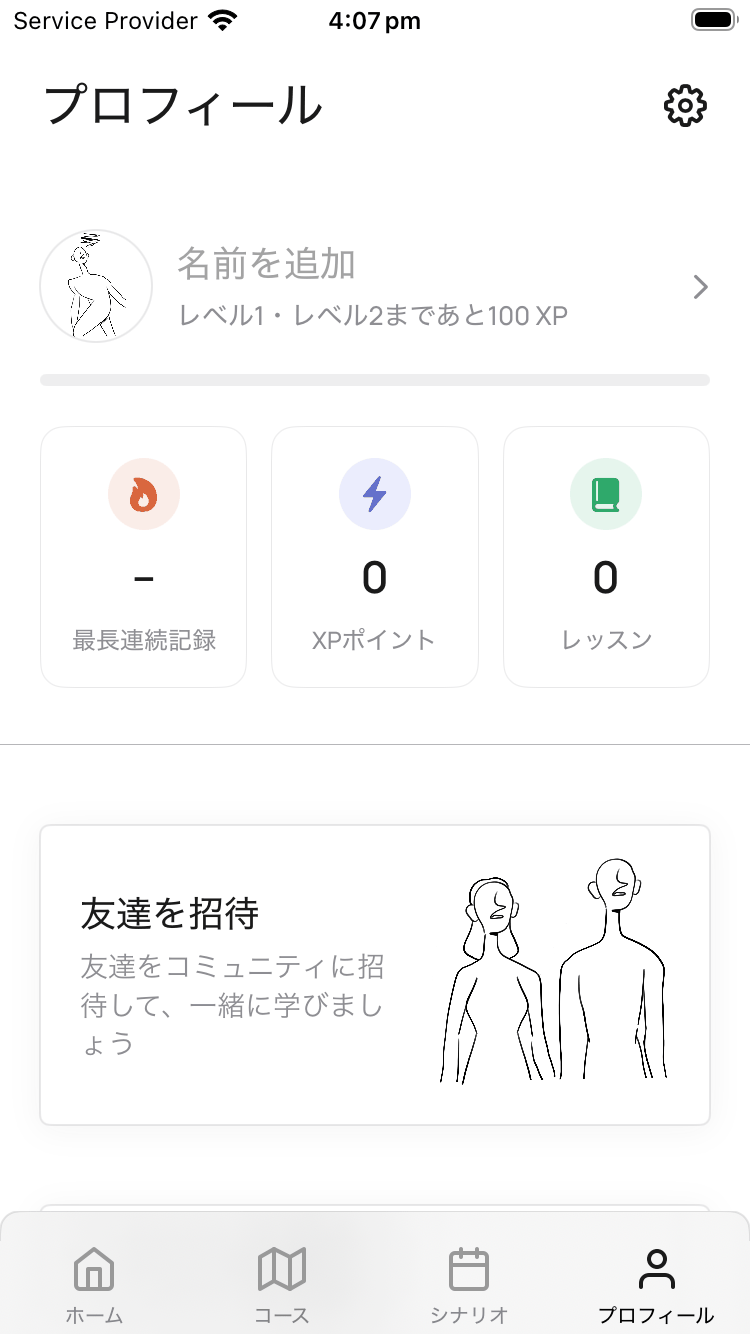 Service Provider 4:07 pm
プロフィール
名前を追加
レベル1・レベル2まであと100 XP
– 0 0
最長連続記録 XPポイント レッスン
友達を招待
友達をコミュニティに招
待して、一緒に学びまし
ょう
ホーム コース シナリオ プロフィール